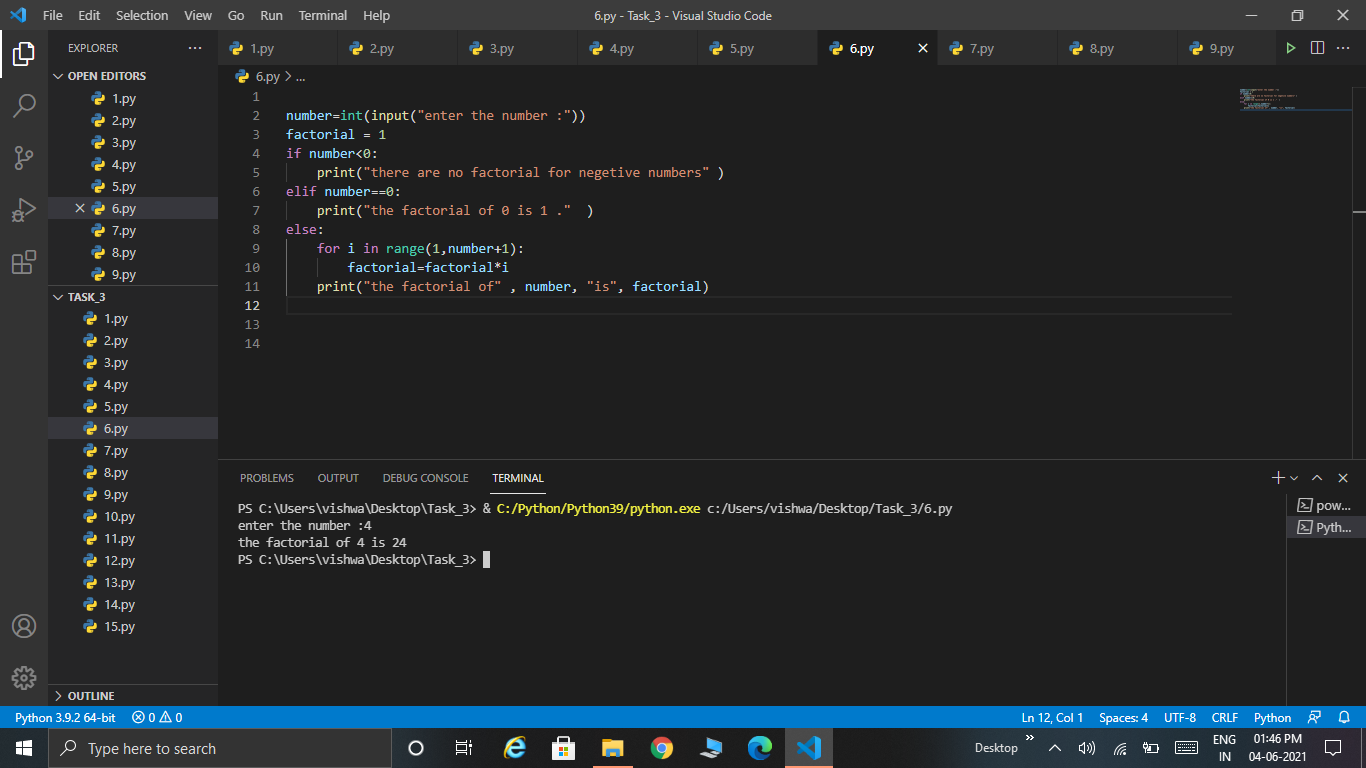 File Edit Selection View Go Run Terminal Help
6.py - Task_3 - Visual Studio Code
EXPLORER
OPEN EDITORS
1.py
2.py
3.py
4.py
5.py
6.py
7.py
8.py
9.py
TASK_3
1.py
2.py
3.py
4.py
5.py
6.py
7.py
8.py
9.py
10.py
11.py
12.py
13.py
14.py
15.py
OUTLINE
1.py 2.py 3.py 4.py 5.py 6.py 7.py 8.py 9.py
6.py > ...
1
2 number=int(input("enter the number :"))
3 factorial = 1
4 if number<0:
5     print("there are no factorial for negetive numbers" )
6 elif number==0:
7     print("the factorial of 0 is 1 ."  )
8 else:
9     for i in range(1,number+1):
10         factorial=factorial*i
11     print("the factorial of" , number, "is", factorial)
12
13
14
PROBLEMS OUTPUT DEBUG CONSOLE TERMINAL
PS C:\Users\vishwa\Desktop\Task_3> & C:/Python/Python39/python.exe c:/Users/vishwa/Desktop/Task_3/6.py
enter the number :4
the factorial of 4 is 24
PS C:\Users\vishwa\Desktop\Task_3>
pow...
Pyth...
Python 3.9.2 64-bit 0 0 Ln 12, Col 1 Spaces: 4 UTF-8 CRLF Python
Type here to search
Desktop
ENG
IN
01:46 PM
04-06-2021